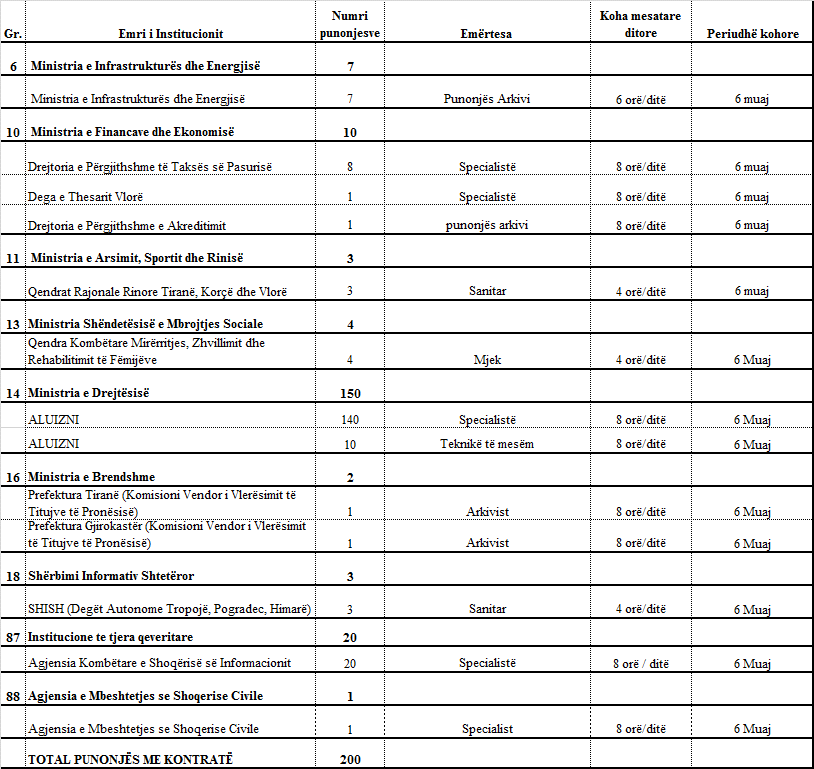 Gr. Emri i Institucionit Numri punonjesve Emërtesa Koha mesatare ditore Periudhë kohore
6 Ministria e Infrastrukturës dhe Energjisë 7
Ministria e Infrastrukturës dhe Energjisë 7 Punonjës Arkivi 6 orë/ditë 6 muaj
10 Ministria e Financave dhe Ekonomisë 10
Drejtoria e Përgjithshme të Taksës së Pasurisë 8 Specialistë 8 orë/ditë 6 muaj
Dega e Thesarit Vlorë 1 Specialistë 8 orë/ditë 6 muaj
Drejtoria e Përgjithshme e Akreditimit 1 punonjës arkivi 8 orë/ditë 6 muaj
11 Ministria e Arsimit, Sportit dhe Rinisë 3
Qendrat Rajonale Rinore Tiranë, Korçë dhe Vlorë 3 Sanitar 4 orë/ditë 6 muaj
13 Ministria Shëndetësisë e Mbrojtjes Sociale 4
Qendra Kombëtare Mirërritjes, Zhvillimit dhe
Rehabilitimit të Fëmijëve 4 Mjek 4 orë/ditë 6 Muaj
14 Ministria e Drejtësisë 150
ALUIZNI 140 Specialistë 8 orë/ditë 6 Muaj
ALUIZNI 10 Teknikë të mesëm 8 orë/ditë 6 Muaj
16 Ministria e Brendshme 2
Prefektura Tiranë (Komisioni Vendor i Vlerësimit të
Titujve të Pronësisë) 1 Arkivist 8 orë/ditë 6 Muaj
Prefektura Gjirokastër (Komisioni Vendor i Vlerësimit
të Titujve të Pronësisë) 1 Arkivist 8 orë/ditë 6 Muaj
18 Shërbimi Informativ Shtetëror 3
SHISH (Degët Autonome Tropojë, Pogradec, Himarë) 3 Sanitar 4 orë/ditë 6 Muaj
87 Institucione te tjera qeveritare 20
Agjensia Kombëtare e Shoqërisë së Informacionit 20 Specialistë 8 orë / ditë 6 Muaj
88 Agjensia e Mbeshtetjes se Shoqerise Civile 1
Agjensia e Mbeshtetjes se Shoqerise Civile 1 Specialist 8 orë/ditë 6 Muaj
TOTAL PUNONJËS ME KONTRATË 200